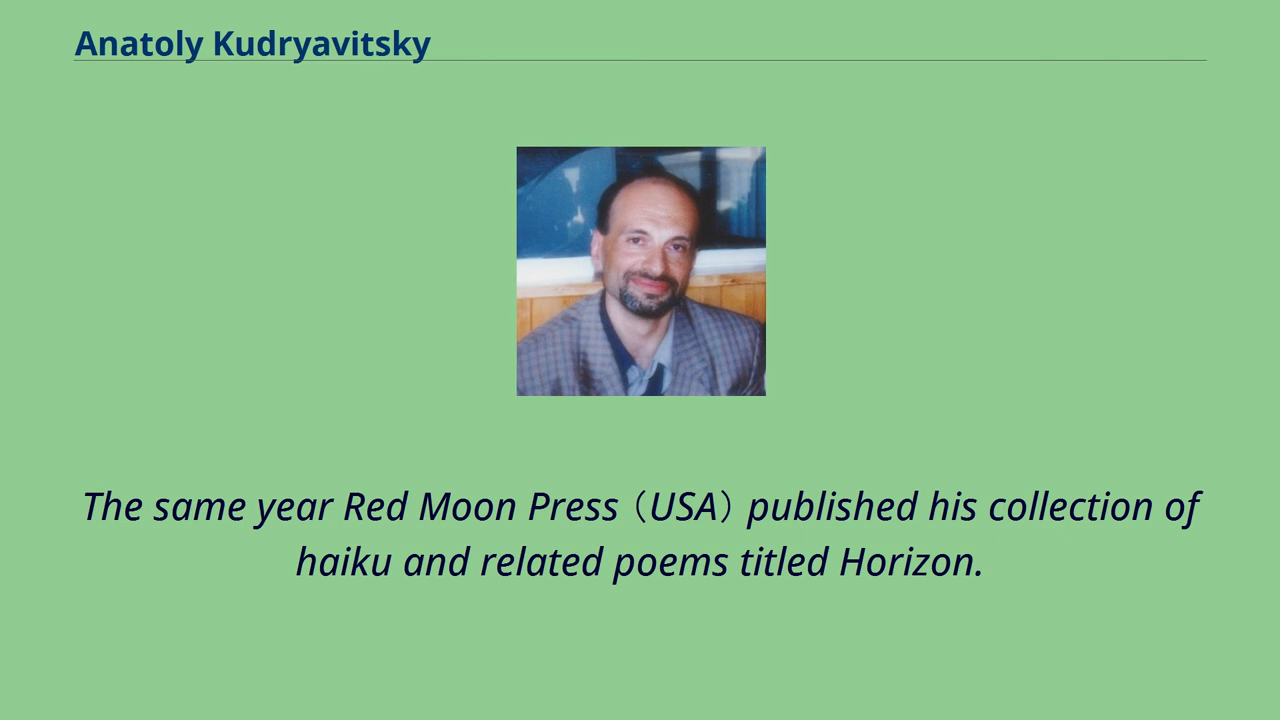 Anatoly Kudryavitsky
The same year Red Moon Press（USA）published his collection of
haiku and related poems titled Horizon.